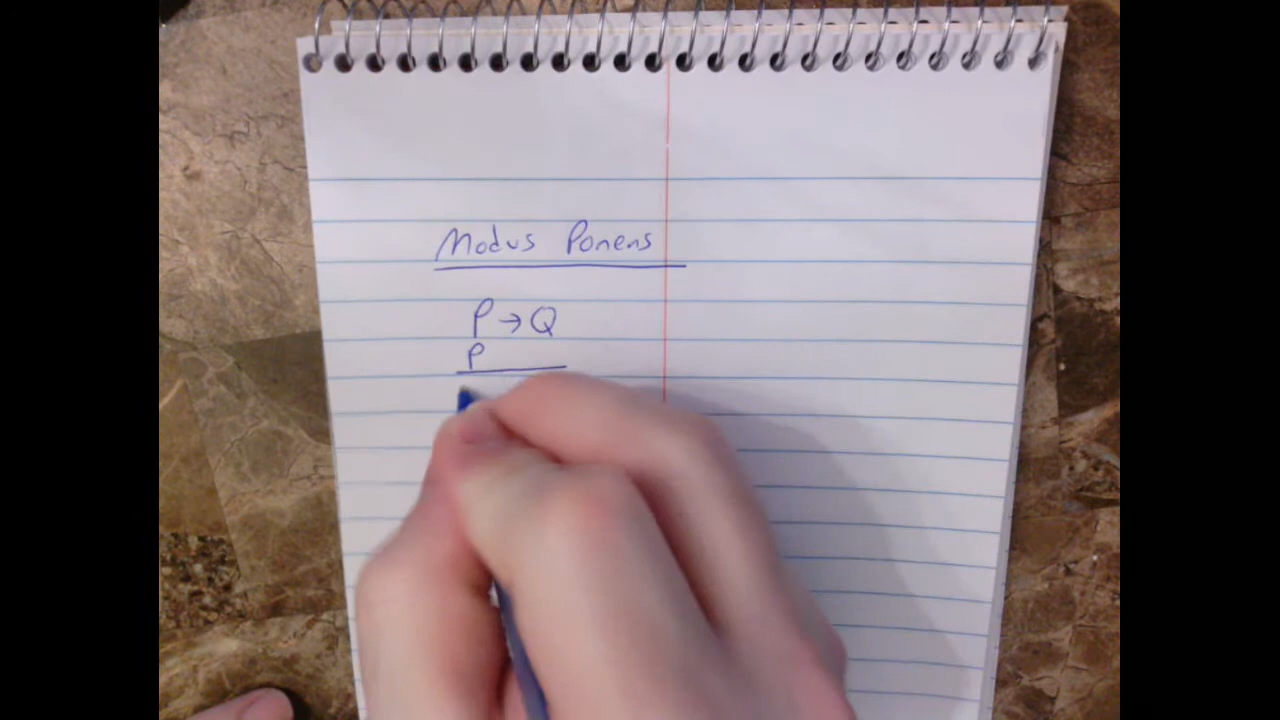 Modus Ponens
P → Q
P